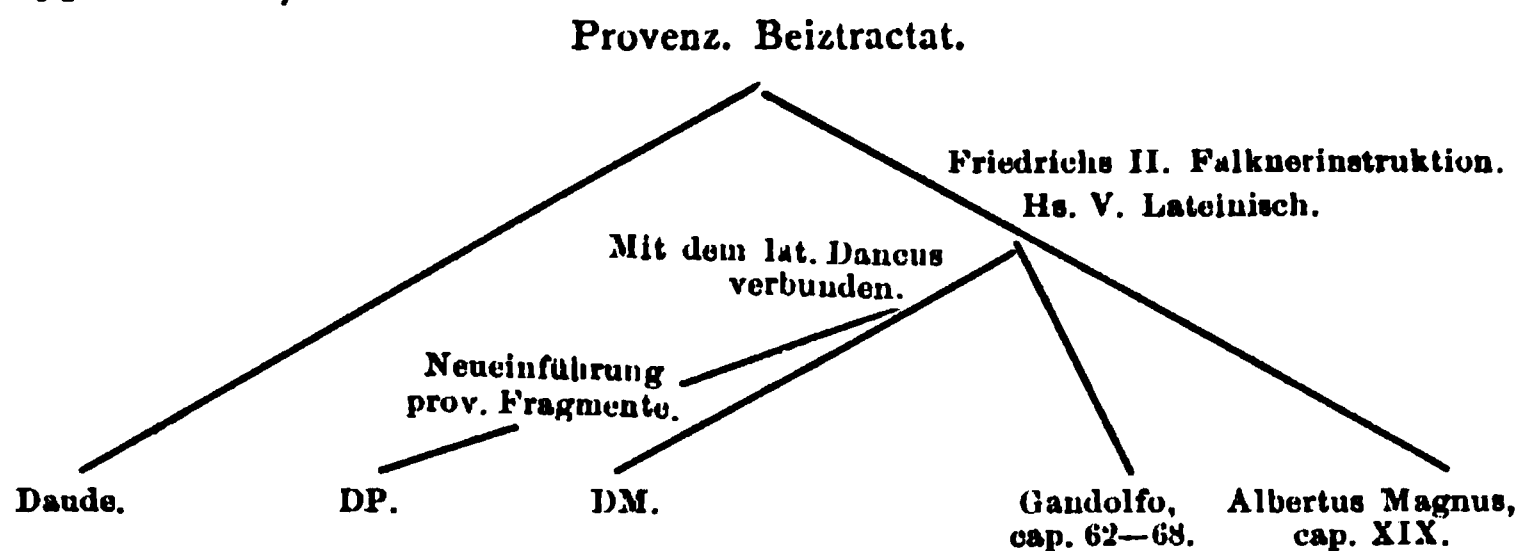 Provenz. Beiztractat.
Friedrichs II. Falknerinstruktion.
Hs. V. Lateinisch.
Mit dem lat. Dancus
verbunden.
Neueinführung
prov. Fragmente.
Daude.
DP.
DM.
Gandolfo,
cap. 62—68.
Albertus Magnus,
cap. XIX.